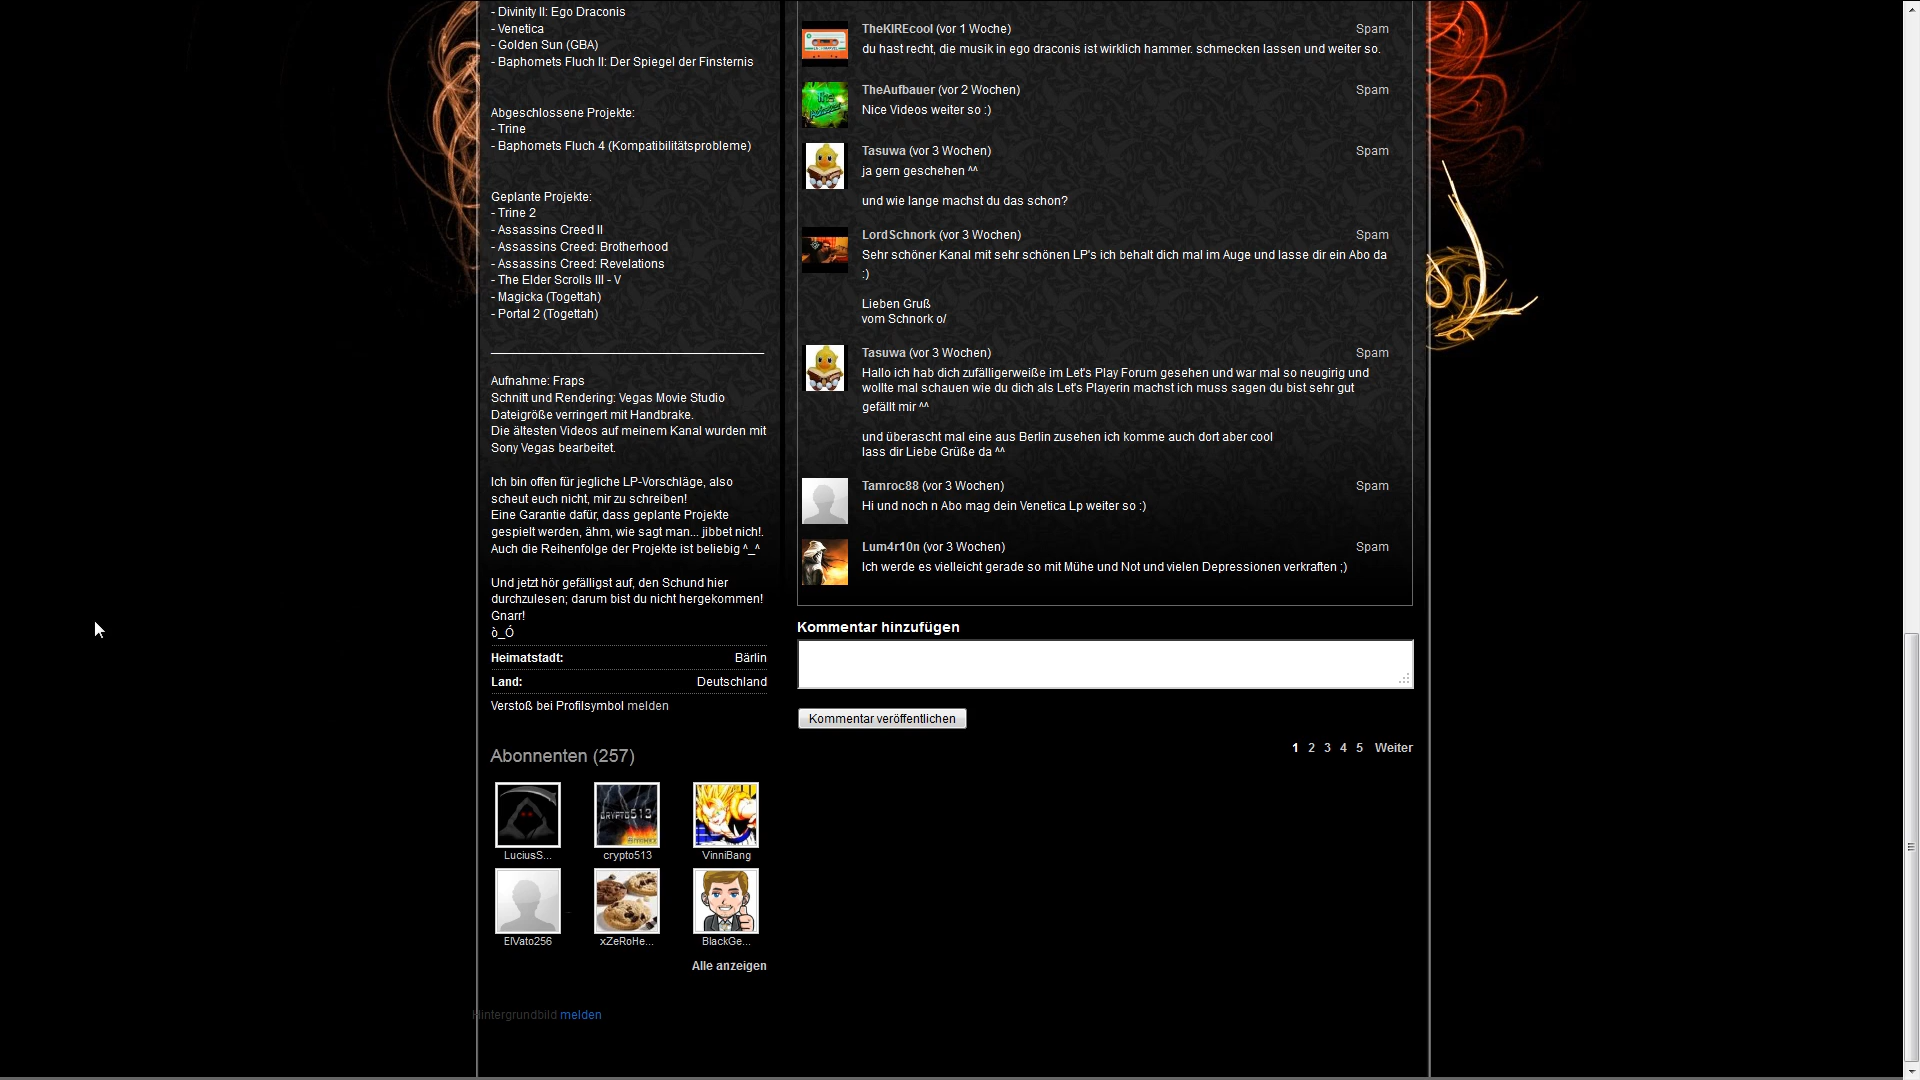 - Divinity II: Ego Draconis
- Venetica
- Golden Sun (GBA)
- Baphomets Fluch II: Der Spiegel der Finsternis
Abgeschlossene Projekte:
- Trine
- Baphomets Fluch 4 (Kompatibilitätsprobleme)
Geplante Projekte:
- Trine 2
- Assassins Creed II
- Assassins Creed: Brotherhood
- Assassins Creed: Revelations
- The Elder Scrolls III - V
- Magicka (Togettah)
- Portal 2 (Togettah)
Aufnahme: Fraps
Schnitt und Rendering: Vegas Movie Studio
Dateigröße verringert mit Handbrake.
Die ältesten Videos auf meinem Kanal wurden mit
Sony Vegas bearbeitet.
Ich bin offen für jegliche LP-Vorschläge, also
scheut euch nicht, mir zu schreiben!
Eine Garantie dafür, dass geplante Projekte
gespielt werden, ähm, wie sagt man... jibbet nich!.
Auch die Reihenfolge der Projekte ist beliebig ^_^
Und jetzt hör gefälligst auf, den Schund hier
durchzulesen; darum bist du nicht hergekommen!
Gnarr!
ò_Ó
Heimatstadt: Bärlin
Land: Deutschland
Verstoß bei Profilsymbol melden
Abonnenten (257)
crypto513
LuciusS... crypto513 VinniBang
ElVato256 xZeRoHe... BlackGe...
Alle anzeigen
Hintergrundbild melden
TheKIREcool (vor 1 Woche) Spam
du hast recht, die musik in ego draconis ist wirklich hammer. schmecken lassen und weiter so.
TheAufbauer (vor 2 Wochen) Spam
Nice Videos weiter so :)
Tasuwa (vor 3 Wochen) Spam
ja gern geschehen ^^
und wie lange machst du das schon?
LordSchnork (vor 3 Wochen) Spam
Sehr schöner Kanal mit sehr schönen LP's ich behalt dich mal im Auge und lasse dir ein Abo da
:)
Lieben Gruß
vom Schnork o/
Tasuwa (vor 3 Wochen) Spam
Hallo ich hab dich zufälligerweiße im Let's Play Forum gesehen und war mal so neugirig und
wollte mal schauen wie du dich als Let's Playerin machst ich muss sagen du bist sehr gut
gefällt mir ^^
und überascht mal eine aus Berlin zusehen ich komme auch dort aber cool
lass dir Liebe Grüße da ^^
Tamroc88 (vor 3 Wochen) Spam
Hi und noch n Abo mag dein Venetica Lp weiter so :)
Lum4r10n (vor 3 Wochen) Spam
Ich werde es vielleicht gerade so mit Mühe und Not und vielen Depressionen verkraften ;)
Kommentar hinzufügen
Kommentar veröffentlichen
1 2 3 4 5 Weiter